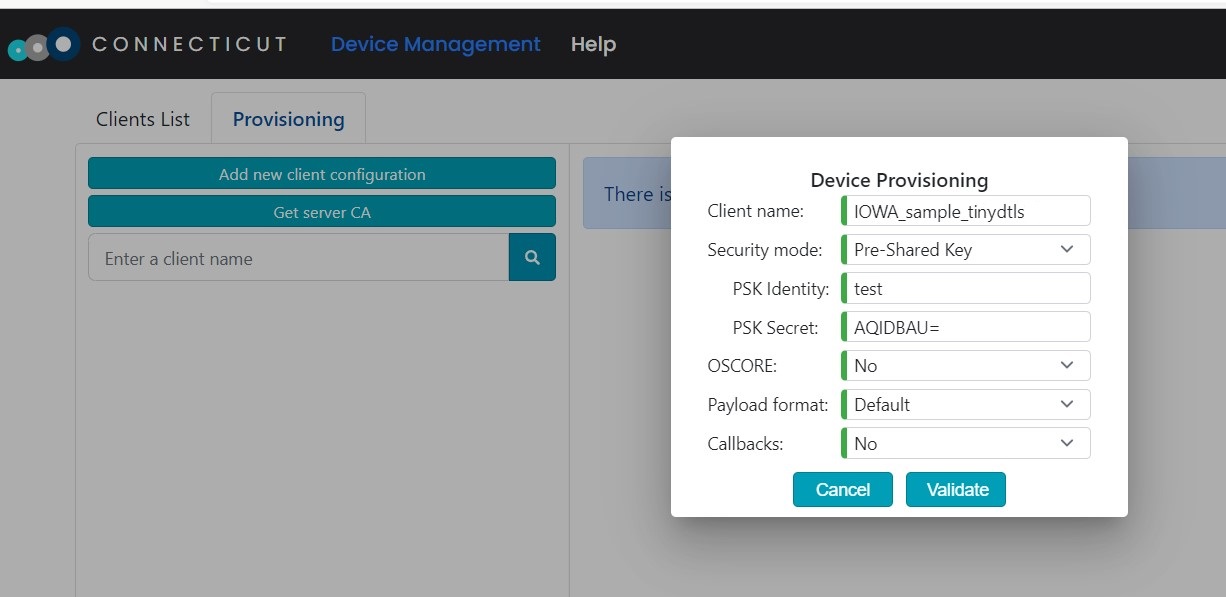 CONNECTICUT Device Management Help
Clients List Provisioning
Add new client configuration
Get server CA
Enter a client name
There is
Device Provisioning
Client name: IOWA_sample_tinydtls
Security mode: Pre-Shared Key
PSK Identity: test
PSK Secret: AQIDBAU=
OSCORE: No
Payload format: Default
Callbacks: No
Cancel Validate